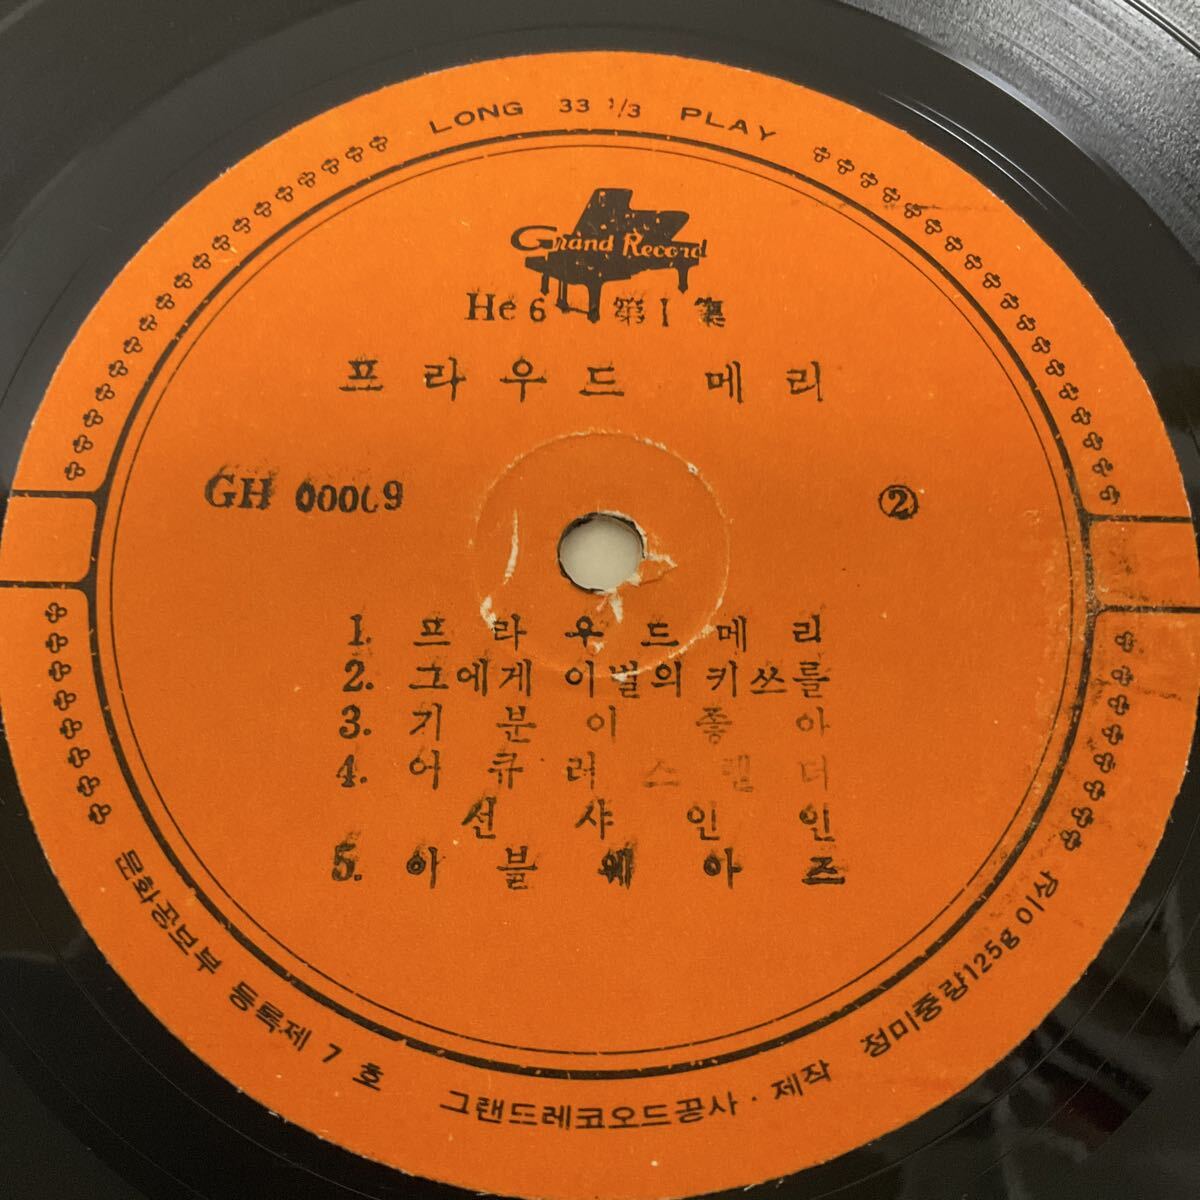 LONG 33 1/3 PLAY
Grand Record
He 6 第 1 集
프라우드 메리
GH 00009
②
1. 프라우드메리
2. 그에게 이별의 키쓰를
3. 기분이 좋아
4. 어큐러스 랜더
선샤인 인
5. 이블웨아즈
문화공보부 등록제 7 호 그랜드레코오드공사·제작 정미중량125g이상